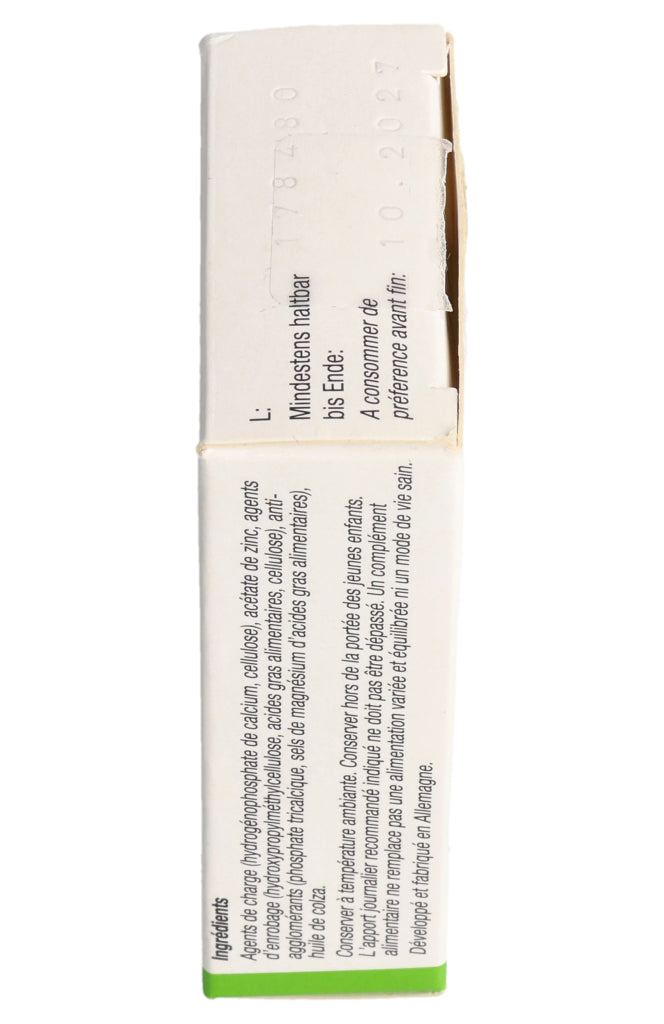 Ingrédients
Agents de charge (hydrogénophosphate de calcium, cellulose), acétate de zinc, agents
d'enrobage (hydroxypropylméthylcellulose, acides gras alimentaires, cellulose), anti-
agglomérants (phosphate tricalcique, sels de magnésium d'acides gras alimentaires),
huile de colza.
Conserver à température ambiante. Conserver hors de la portée des jeunes enfants.
L'apport journalier recommandé indiqué ne doit pas être dépassé. Un complément
alimentaire ne remplace pas une alimentation variée et équilibrée ni un mode de vie sain.
Développé et fabriqué en Allemagne.
L: 178480
Mindestens haltbar
bis Ende:
A consommer de
préference avant fin: 10.2027